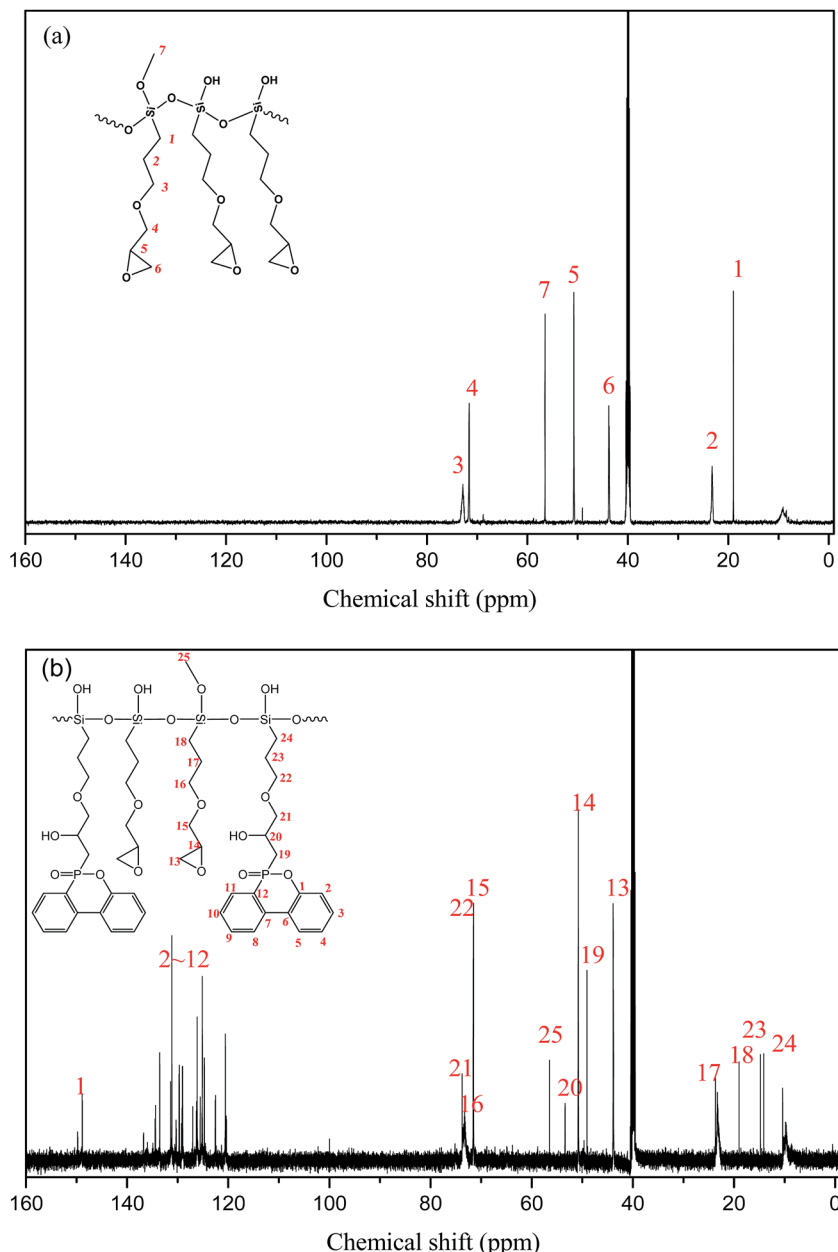 (a)
7
OH
OH
O
O
Si
Si
Si
O
O
1
2
3
O
O
O
4
5
6
O
O
O
3
4
7
5
6
2
1
160
140
120
100
80
60
40
20
0
Chemical shift (ppm)
(b)
25
OH
OH
O
OH
Si
O
Si
O
Si
O
Si
O
18
24
17
23
16
22
O
O
O
O
15
21
HO
14
HO
20
13
O
O
19
O
P
O
O
P
O
1
11
12
2
10
7
6
3
9
8
5
4
2~12
1
15
22
14
13
19
21
16
25
20
17
18
23
24
160
140
120
100
80
60
40
20
0
Chemical shift (ppm)